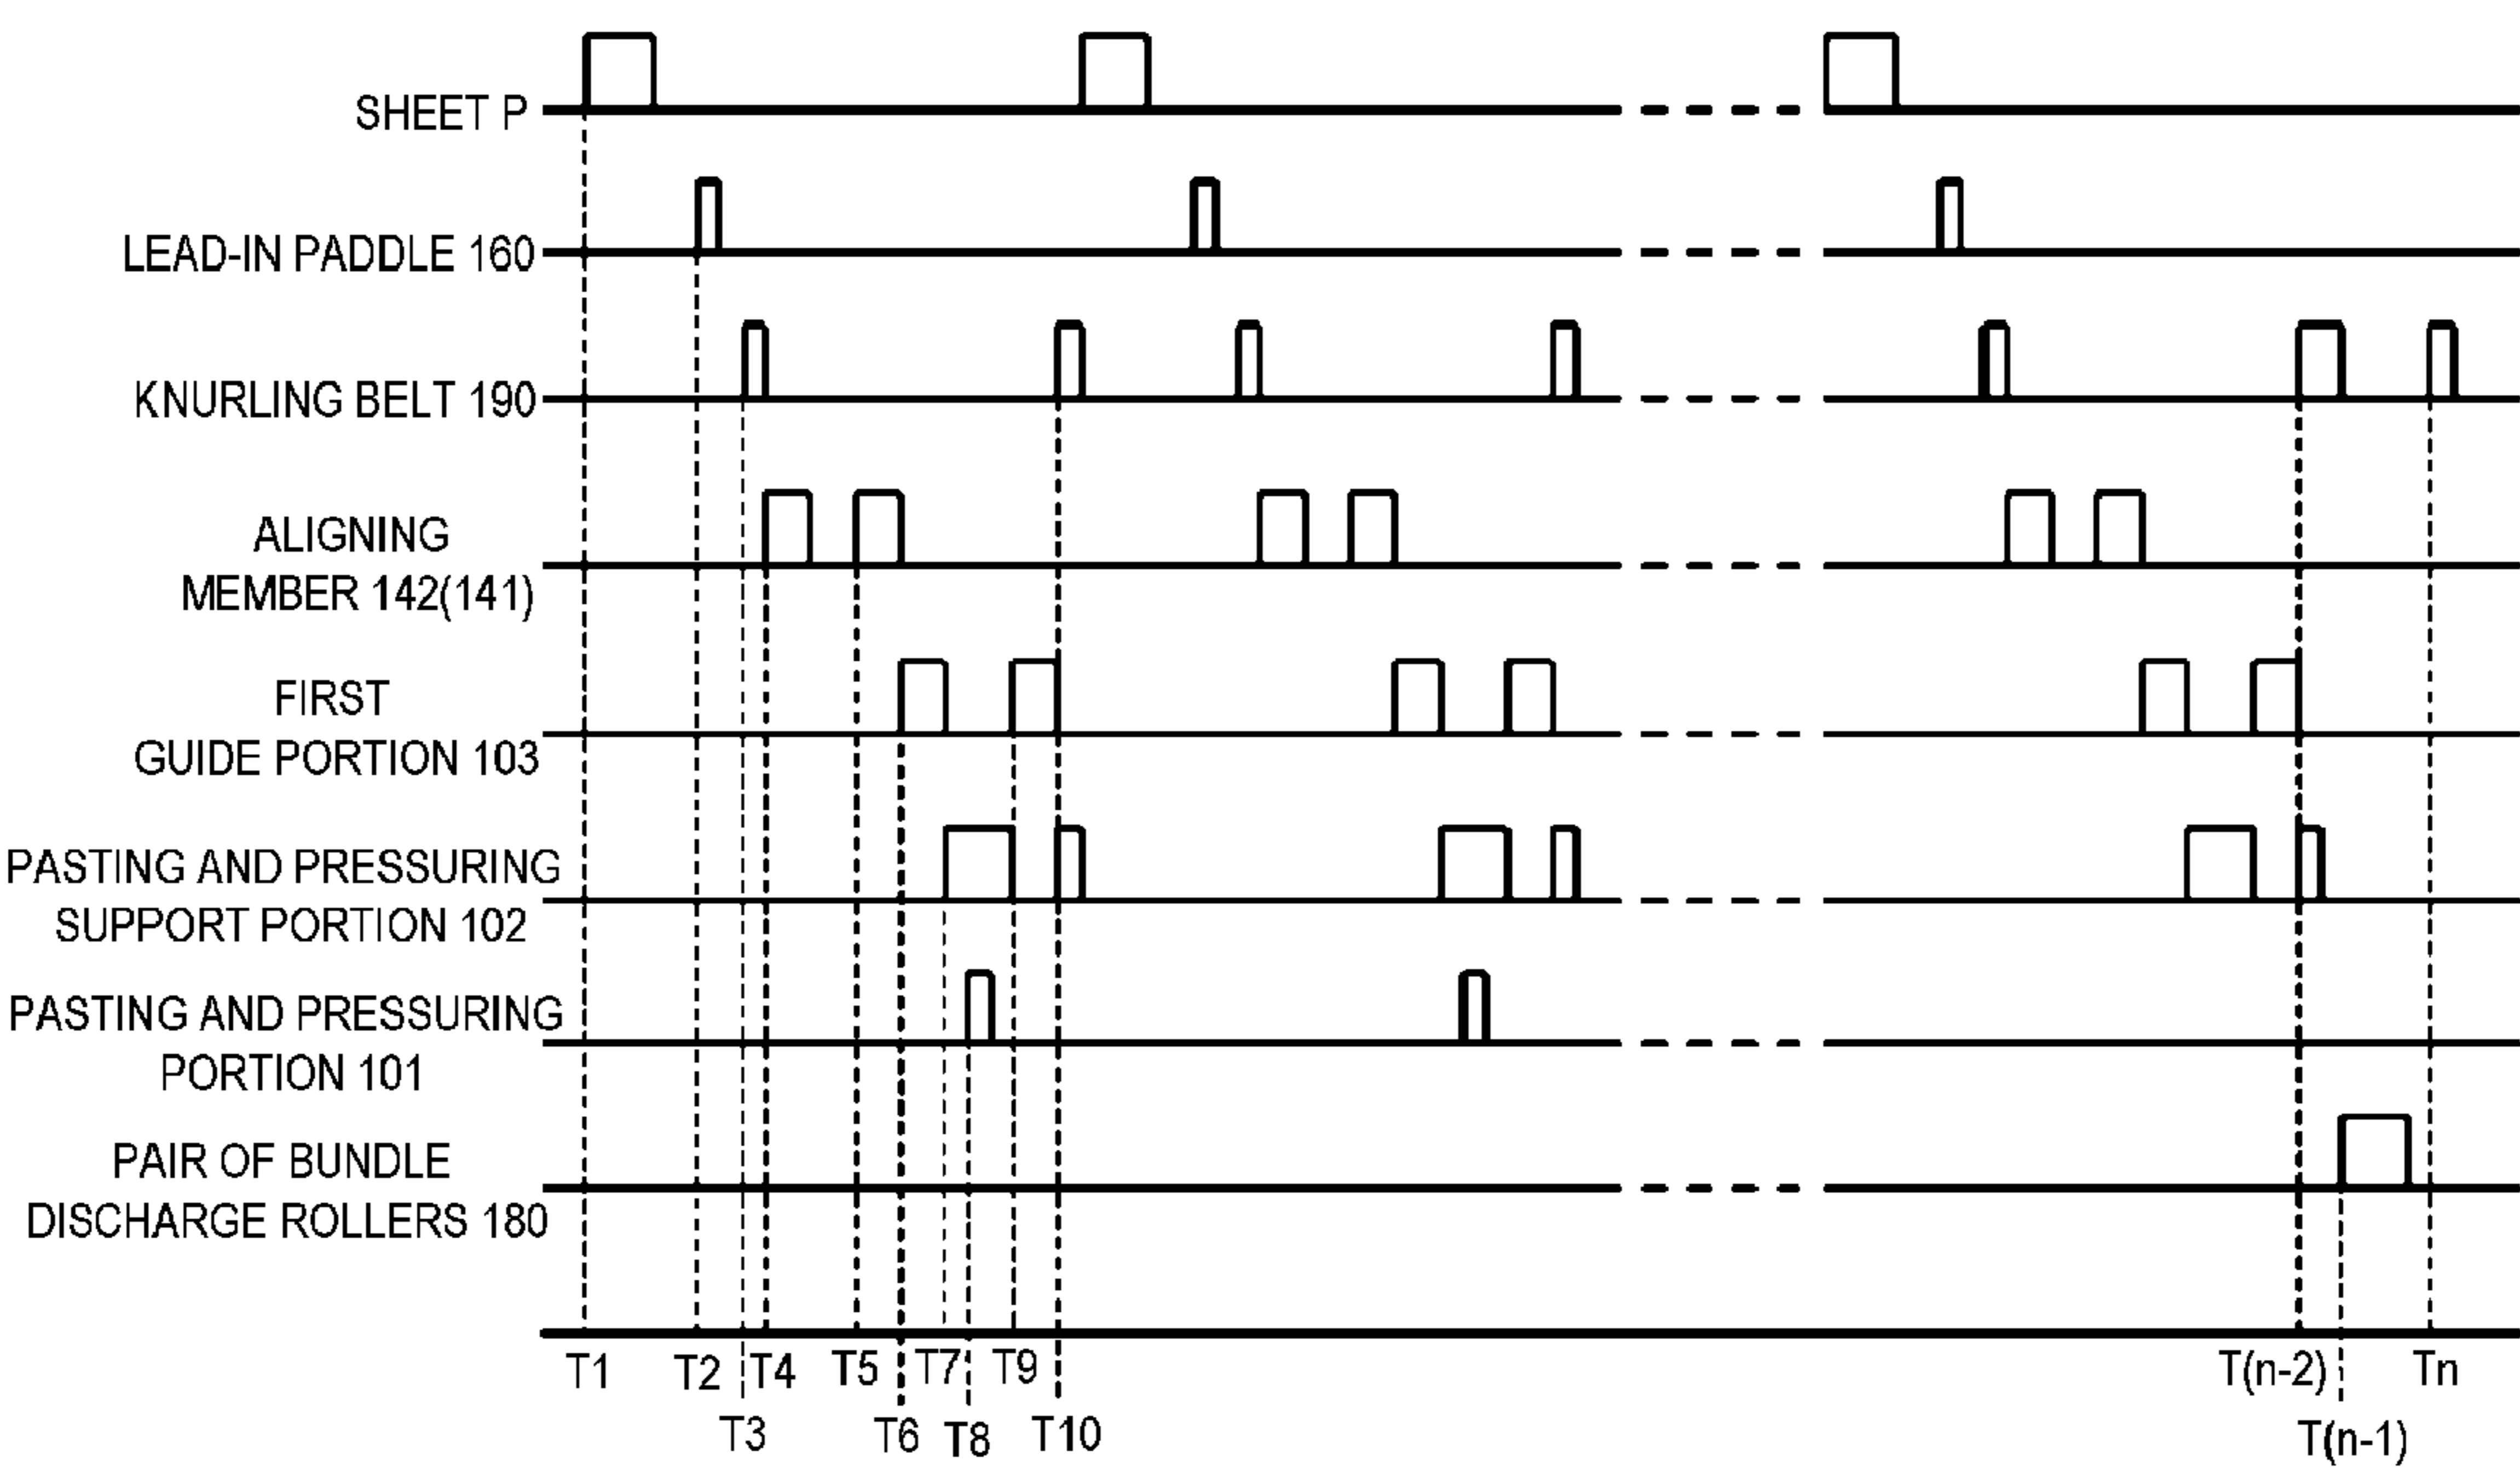 SHEET P
LEAD-IN PADDLE 160
KNURLING BELT 190
ALIGNING
MEMBER 142(141)
FIRST
GUIDE PORTION 103
PASTING AND PRESSURING
SUPPORT PORTION 102
PASTING AND PRESSURING
PORTION 101
PAIR OF BUNDLE
DISCHARGE ROLLERS 180
T1 T2 T4 T5 T7 T9 T(n-2) Tn
T3 T6 T8 T10 T(n-1)